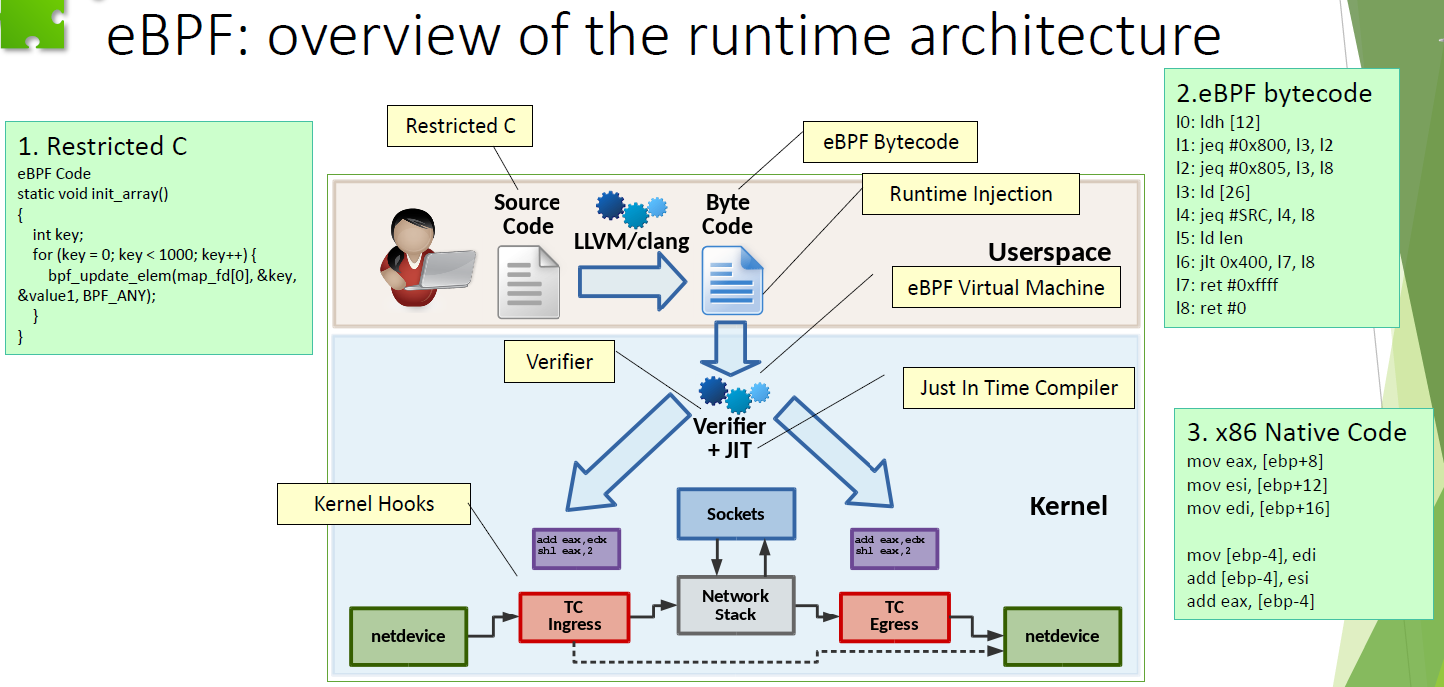 eBPF: overview of the runtime architecture
1. Restricted C
eBPF Code
static void init_array()
{
int key;
for (key = 0; key < 1000; key++) {
bpf_update_elem(map_fd[0], &key,
&value1, BPF_ANY);
}
}
Restricted C
eBPF Bytecode
Runtime Injection
Source
Code
LLVM/clang
Byte
Code
Userspace
eBPF Virtual Machine
Verifier
Just In Time Compiler
Verifier
+ JIT
Kernel Hooks
Kernel
Sockets
add eax,edx
shl eax,2
add eax,edx
shl eax,2
netdevice
TC
Ingress
Network
Stack
TC
Egress
netdevice
2.eBPF bytecode
l0: ldh [12]
l1: jeq #0x800, l3, l2
l2: jeq #0x805, l3, l8
l3: ld [26]
l4: jeq #SRC, l4, l8
l5: ld len
l6: jlt 0x400, l7, l8
l7: ret #0xffff
l8: ret #0
3. x86 Native Code
mov eax, [ebp+8]
mov esi, [ebp+12]
mov edi, [ebp+16]
mov [ebp-4], edi
add [ebp-4], esi
add eax, [ebp-4]